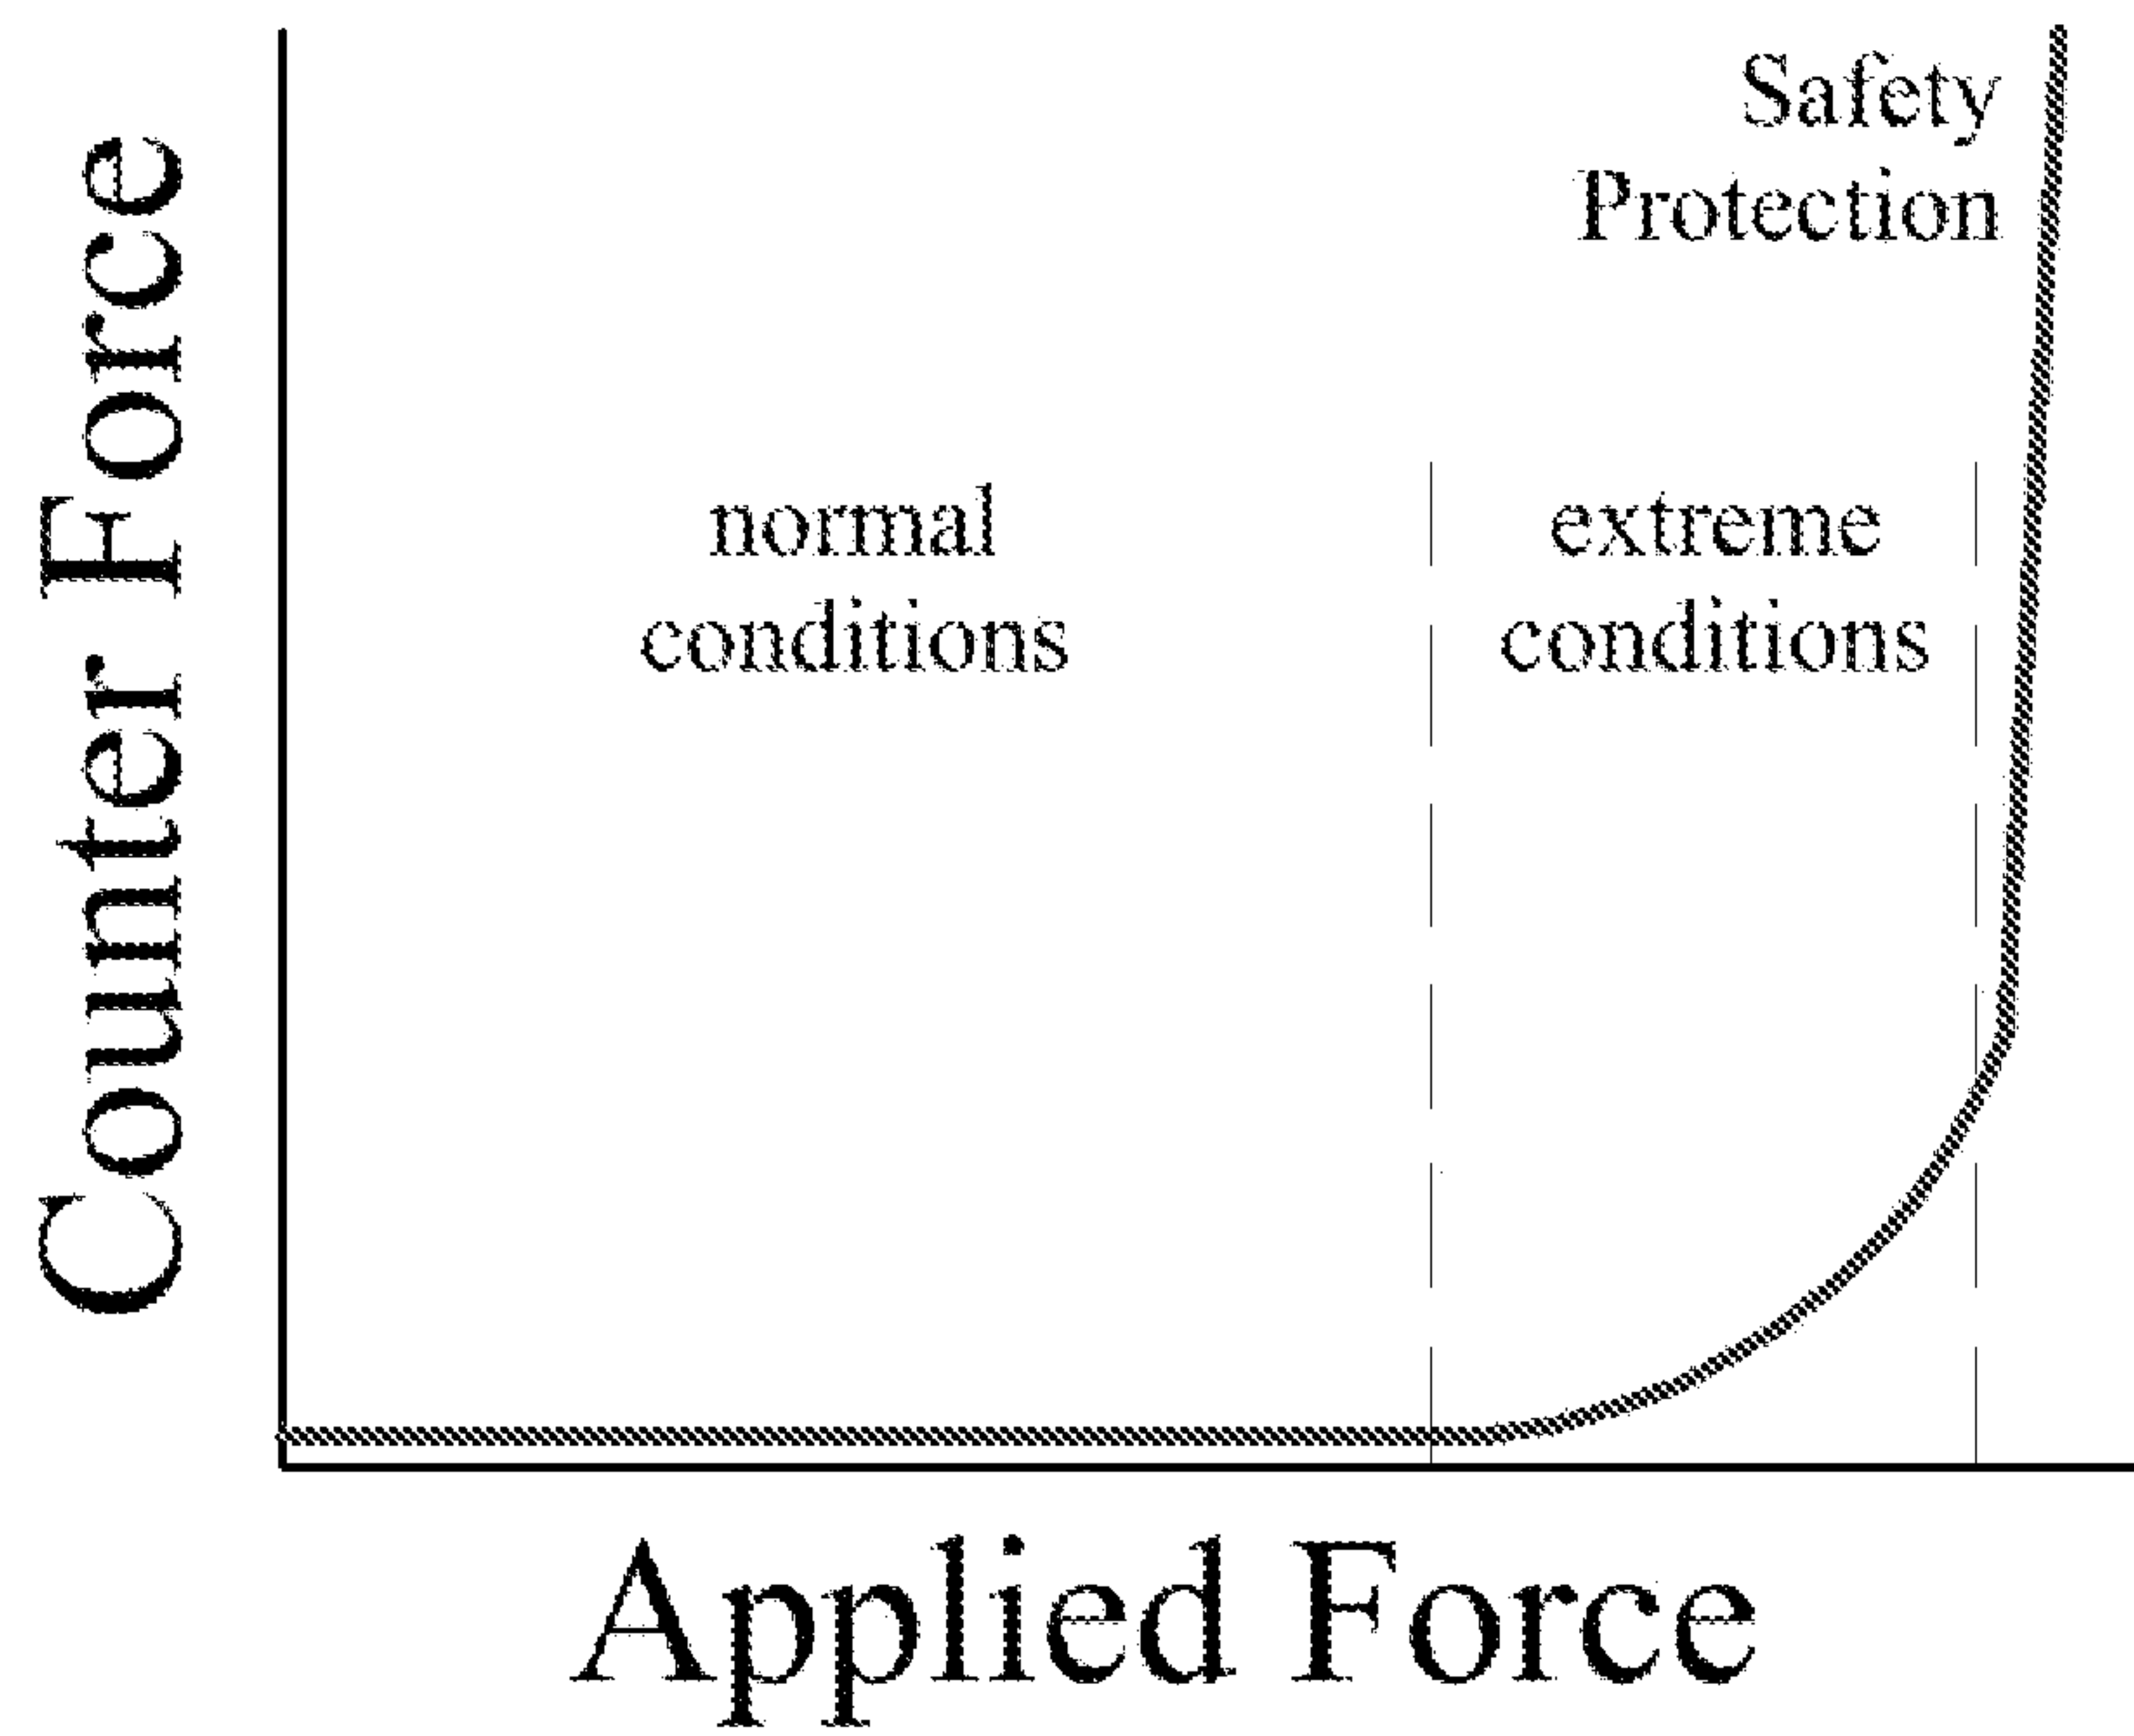 Safety
Protection
normal
conditions
extreme
conditions
Counter Force
Applied Force